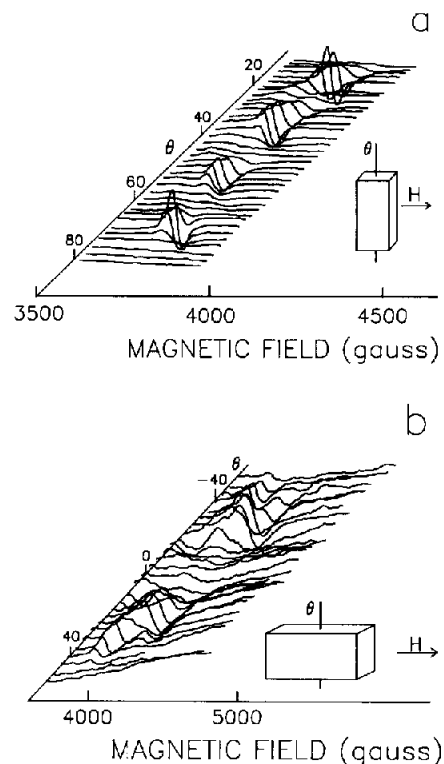 a
20
40
θ
60
80
θ
H
3500
4000
4500
MAGNETIC FIELD (gauss)
b
θ
-40
0
40
θ
H
4000
5000
MAGNETIC FIELD (gauss)